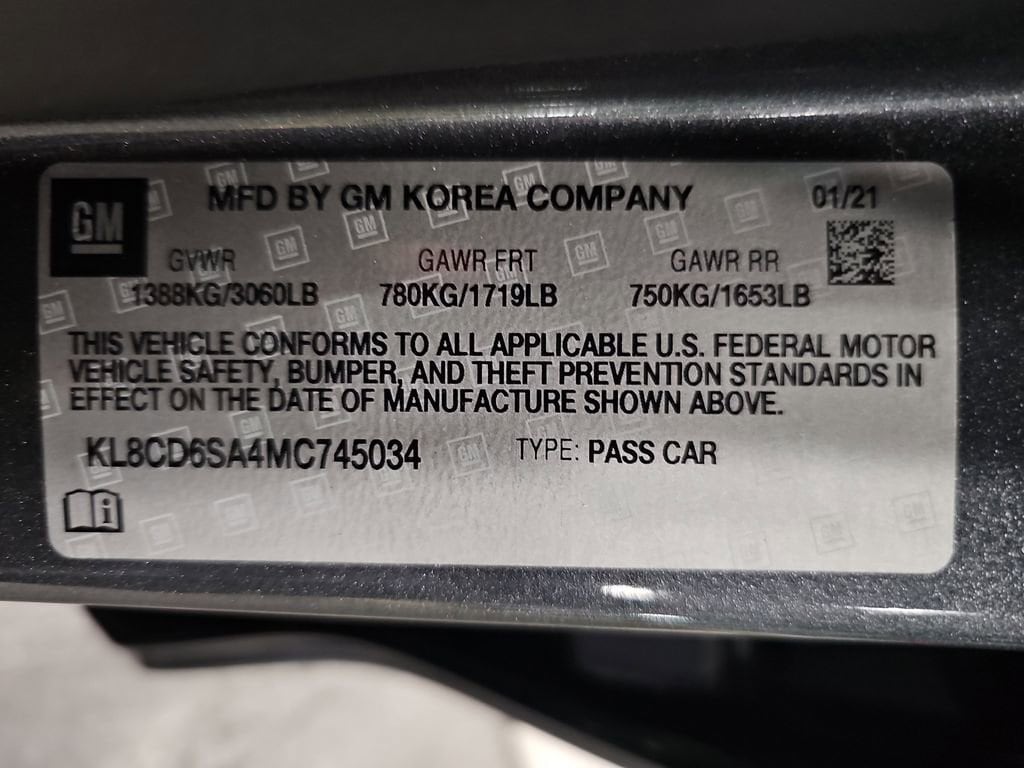 GM
MFD BY GM KOREA COMPANY 01/21
GVWR GAWR FRT GAWR RR
1388KG/3060LB 780KG/1719LB 750KG/1653LB
THIS VEHICLE CONFORMS TO ALL APPLICABLE U.S. FEDERAL MOTOR
VEHICLE SAFETY, BUMPER, AND THEFT PREVENTION STANDARDS IN
EFFECT ON THE DATE OF MANUFACTURE SHOWN ABOVE.
KL8CD6SA4MC745034 TYPE: PASS CAR